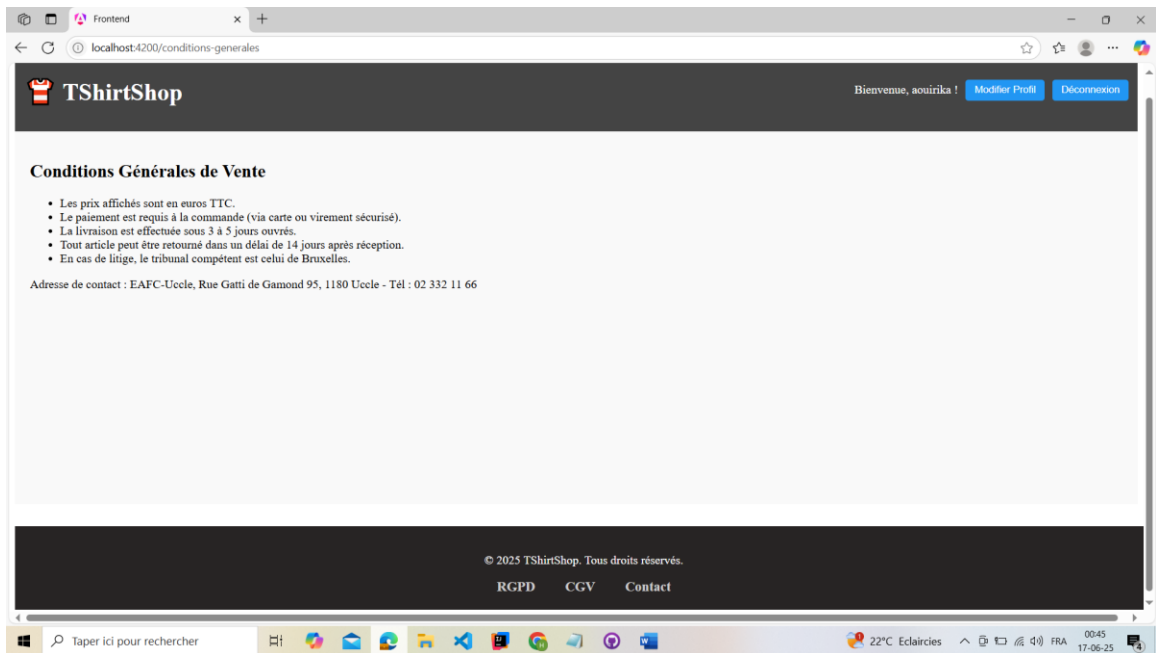 Frontend
localhost:4200/conditions-generales
TShirtShop
Bienvenue, aouirika !
Modifier Profil
Déconnexion
Conditions Générales de Vente
• Les prix affichés sont en euros TTC.
• Le paiement est requis à la commande (via carte ou virement sécurisé).
• La livraison est effectuée sous 3 à 5 jours ouvrés.
• Tout article peut être retourné dans un délai de 14 jours après réception.
• En cas de litige, le tribunal compétent est celui de Bruxelles.
Adresse de contact : EAFC-Uccle, Rue Gatti de Gamond 95, 1180 Uccle - Tél : 02 332 11 66
© 2025 TShirtShop. Tous droits réservés.
RGPD CGV Contact
Taper ici pour rechercher
22°C Eclaircies
FRA
00:45
17-06-25
4